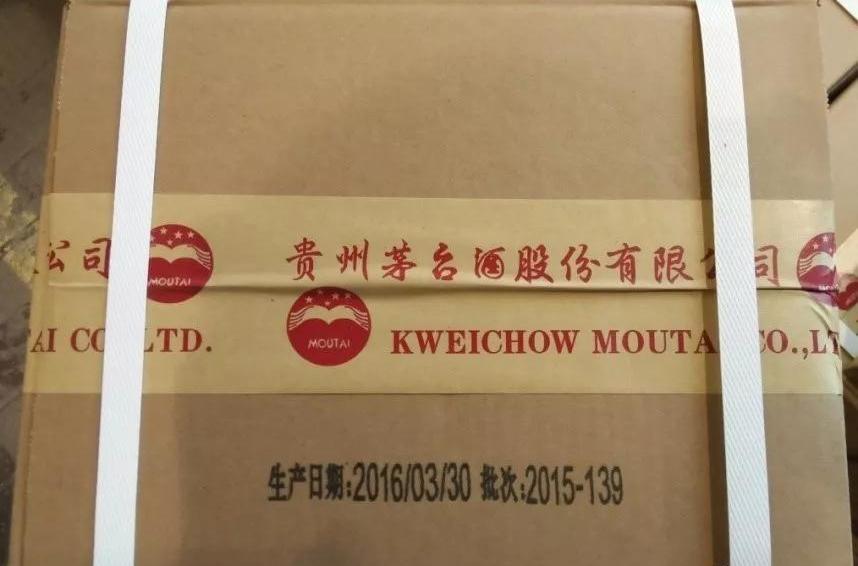 公司
MOUTAI
贵州茅台酒股份有限公司
MOUTAI
KWEICHOW MOUTA CO.,LT
AI CO LTD.
生产日期:2016/03/30 批次:2015-139